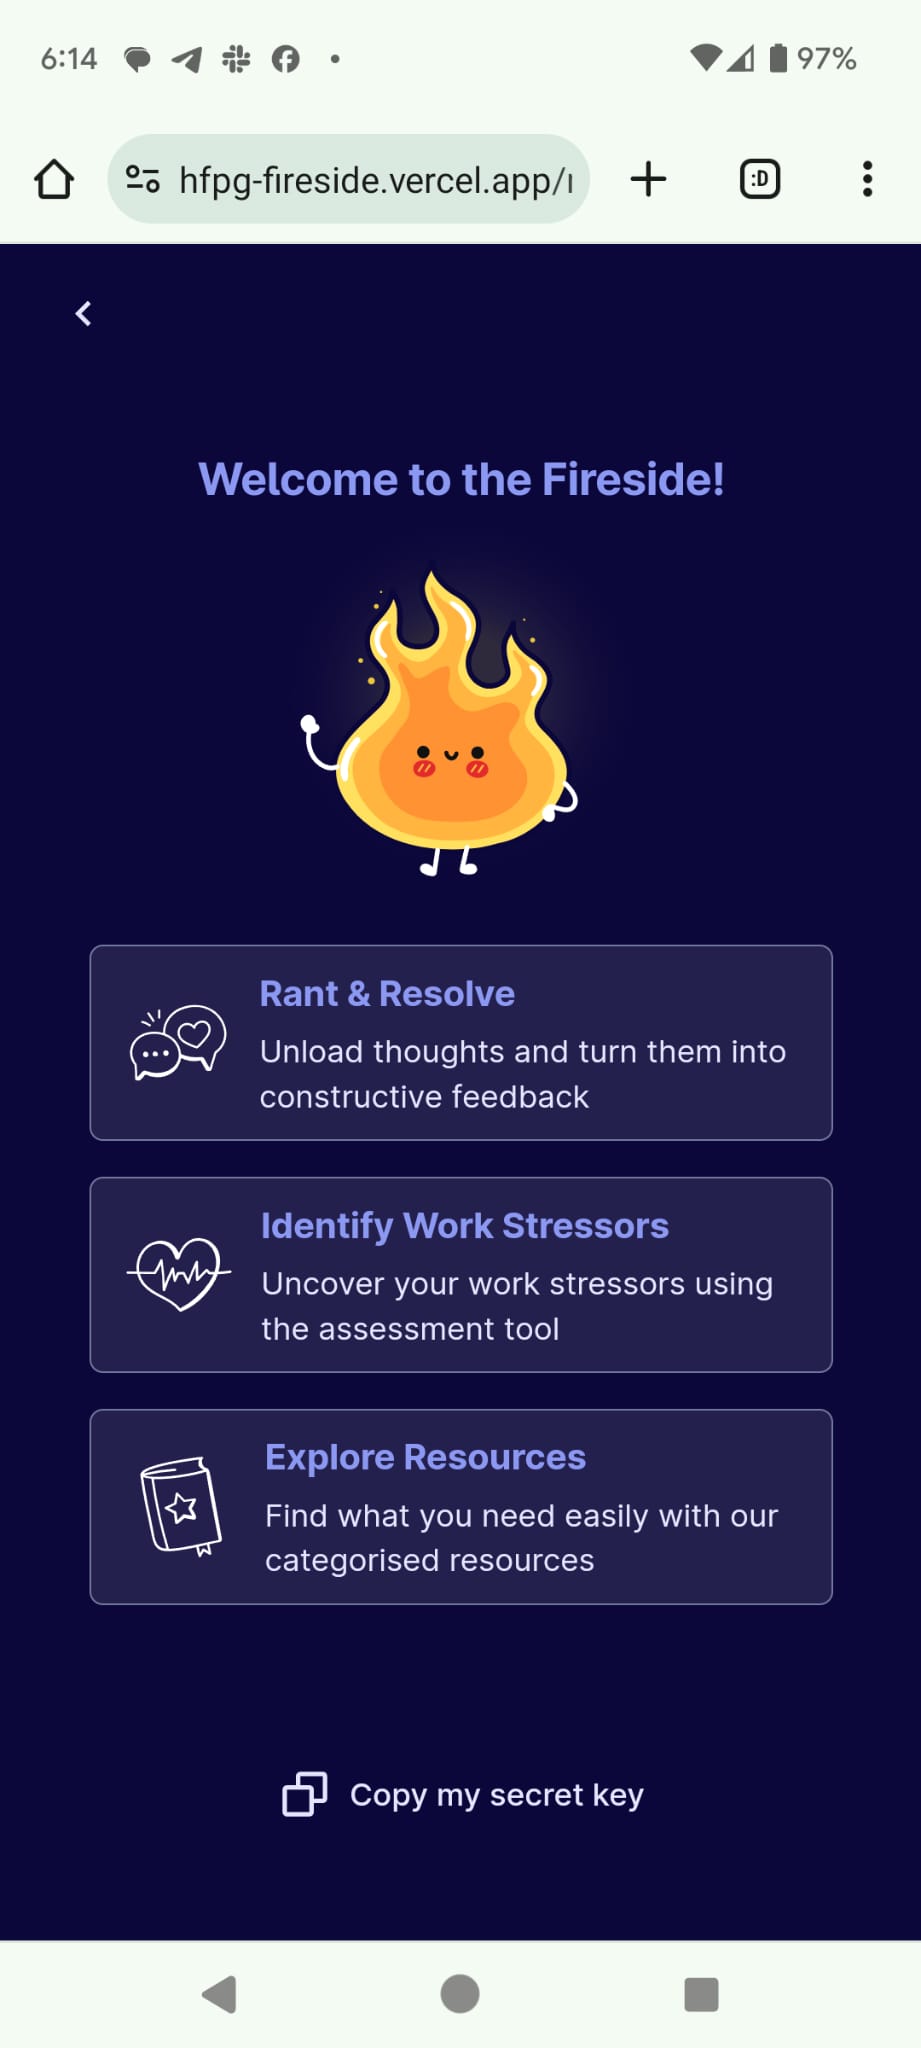 6:14
97%
hfpg-fireside.vercel.app/
:D
Welcome to the Fireside!
Rant & Resolve
Unload thoughts and turn them into
constructive feedback
Identify Work Stressors
Uncover your work stressors using
the assessment tool
Explore Resources
Find what you need easily with our
categorised resources
Copy my secret key